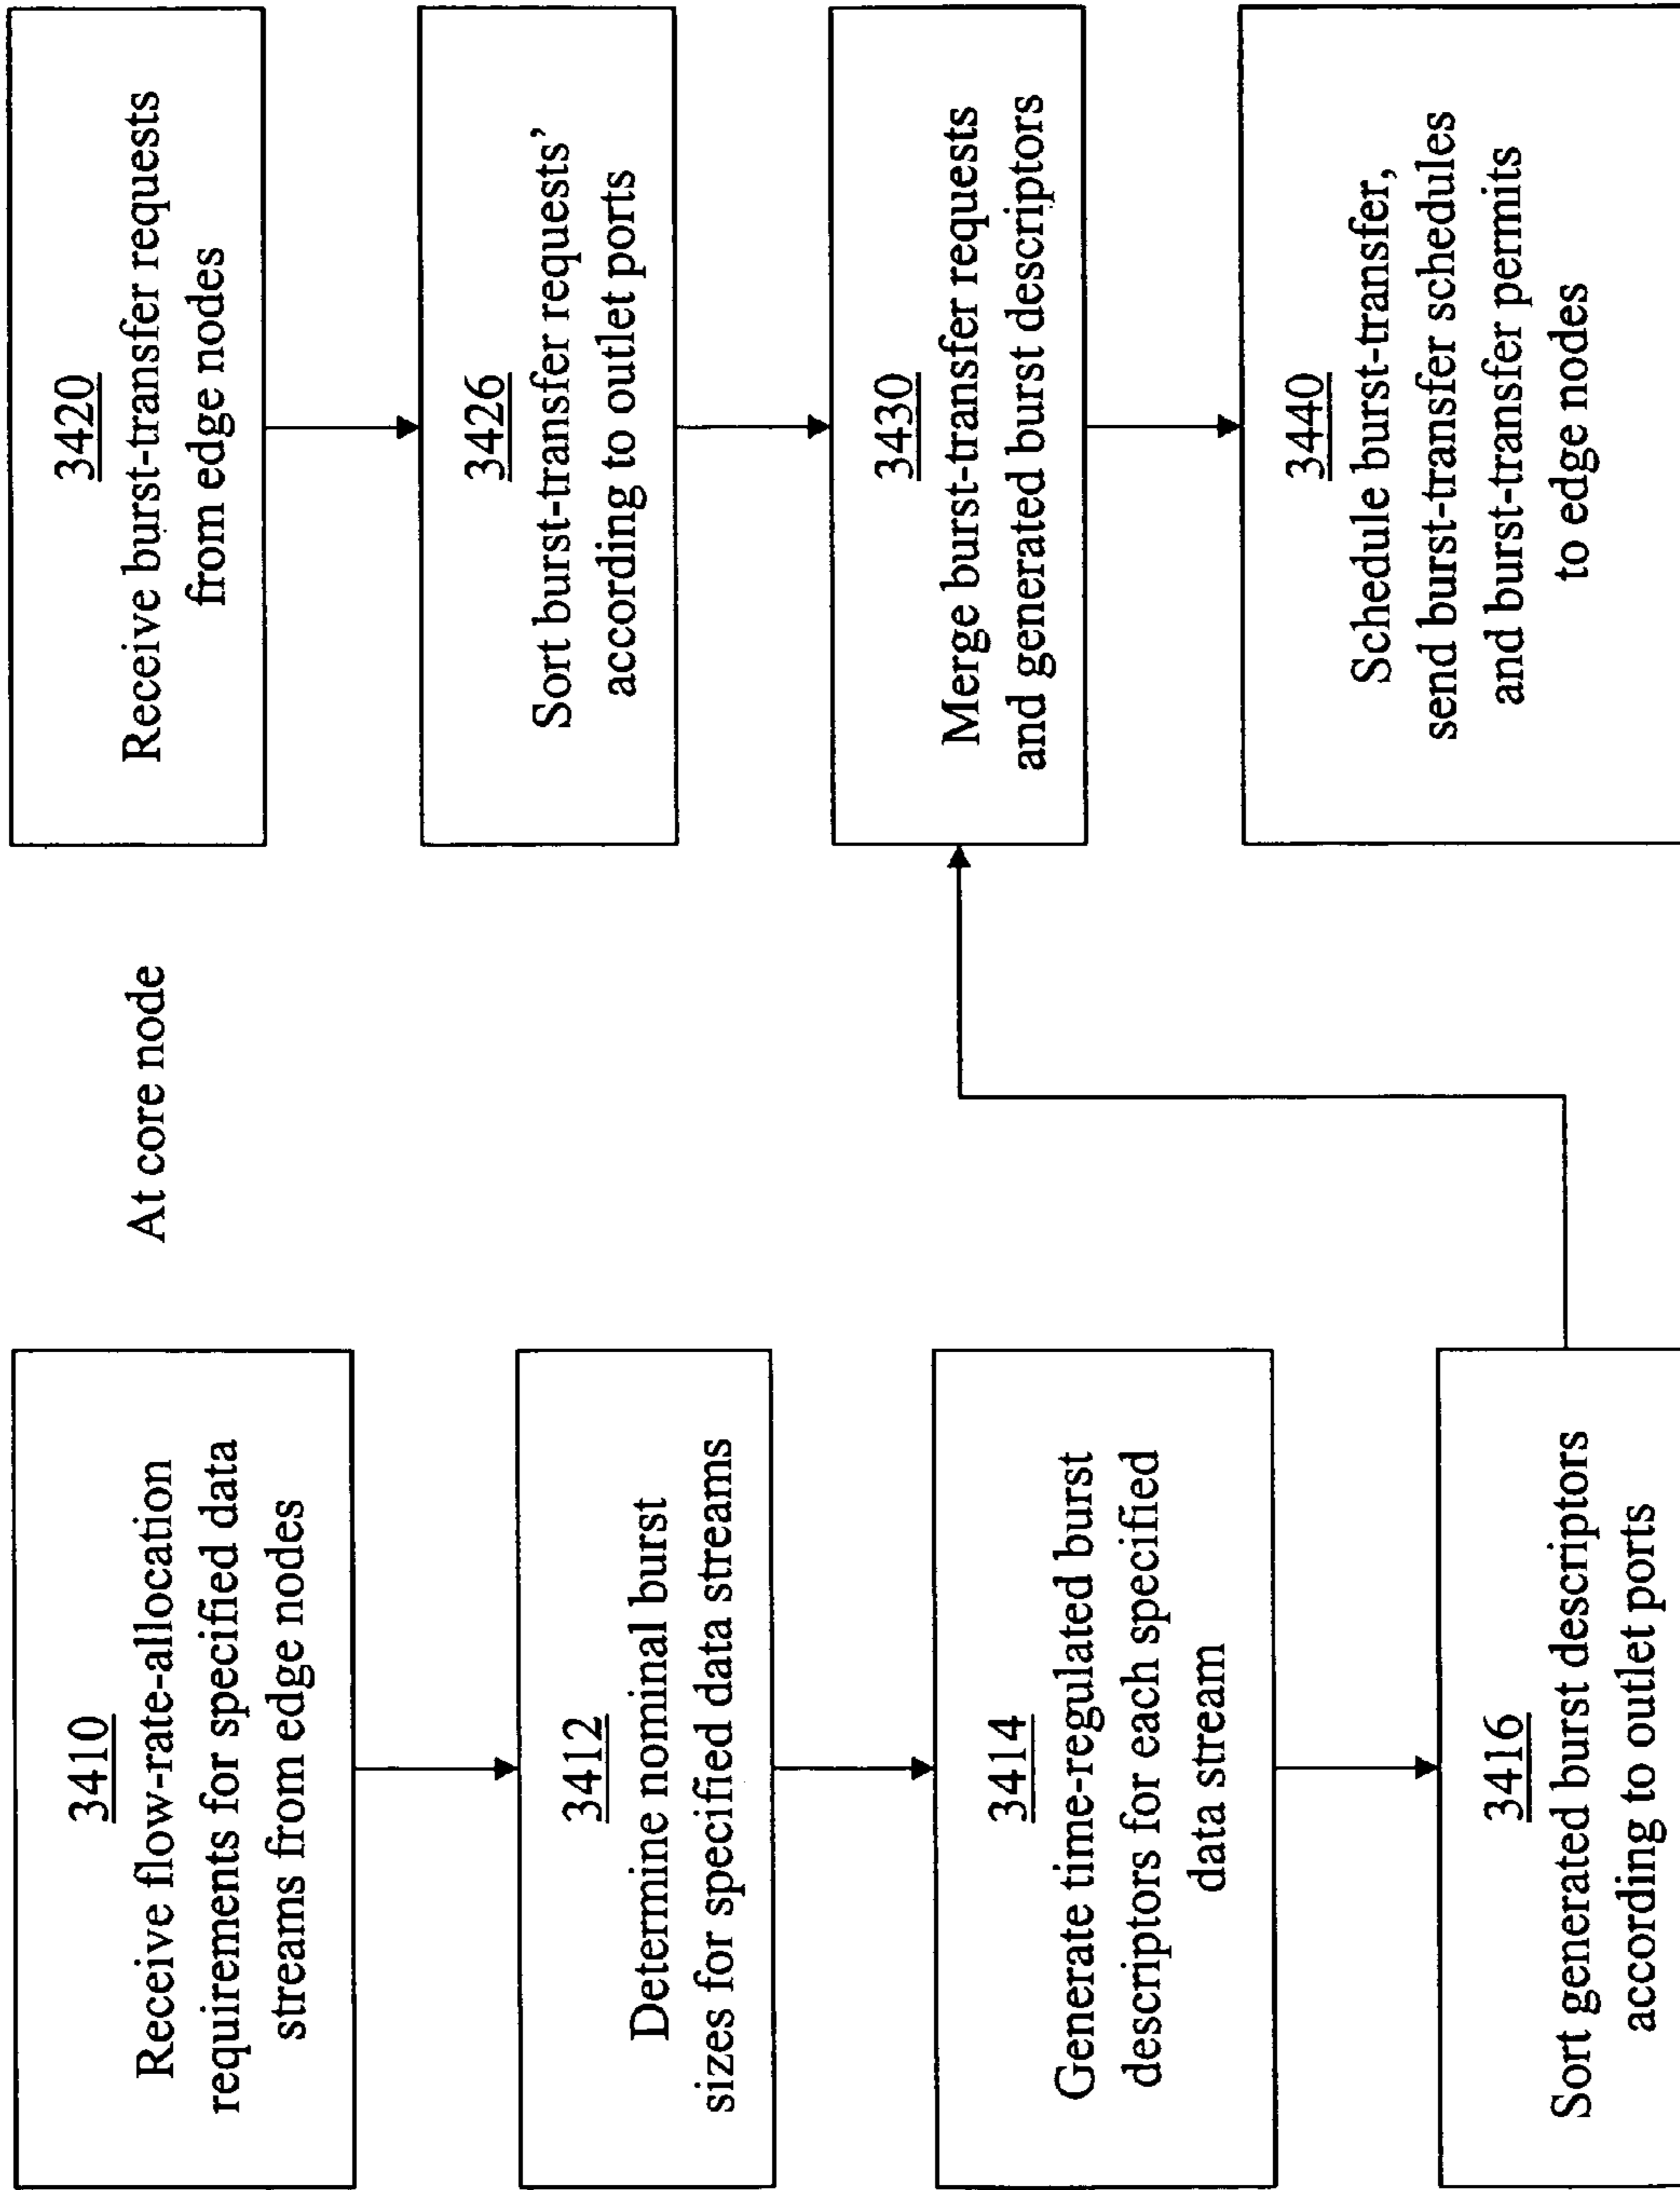 At core node
3410
Receive flow-rate-allocation
requirements for specified data
streams from edge nodes
3412
Determine nominal burst
sizes for specified data streams
3414
Generate time-regulated burst
descriptors for each specified
data stream
3416
Sort generated burst descriptors
according to outlet ports
3420
Receive burst-transfer requests
from edge nodes
3426
Sort burst-transfer requests’
according to outlet ports
3430
Merge burst-transfer requests
and generated burst descriptors
3440
Schedule burst-transfer,
send burst-transfer schedules
and burst-transfer permits
to edge nodes